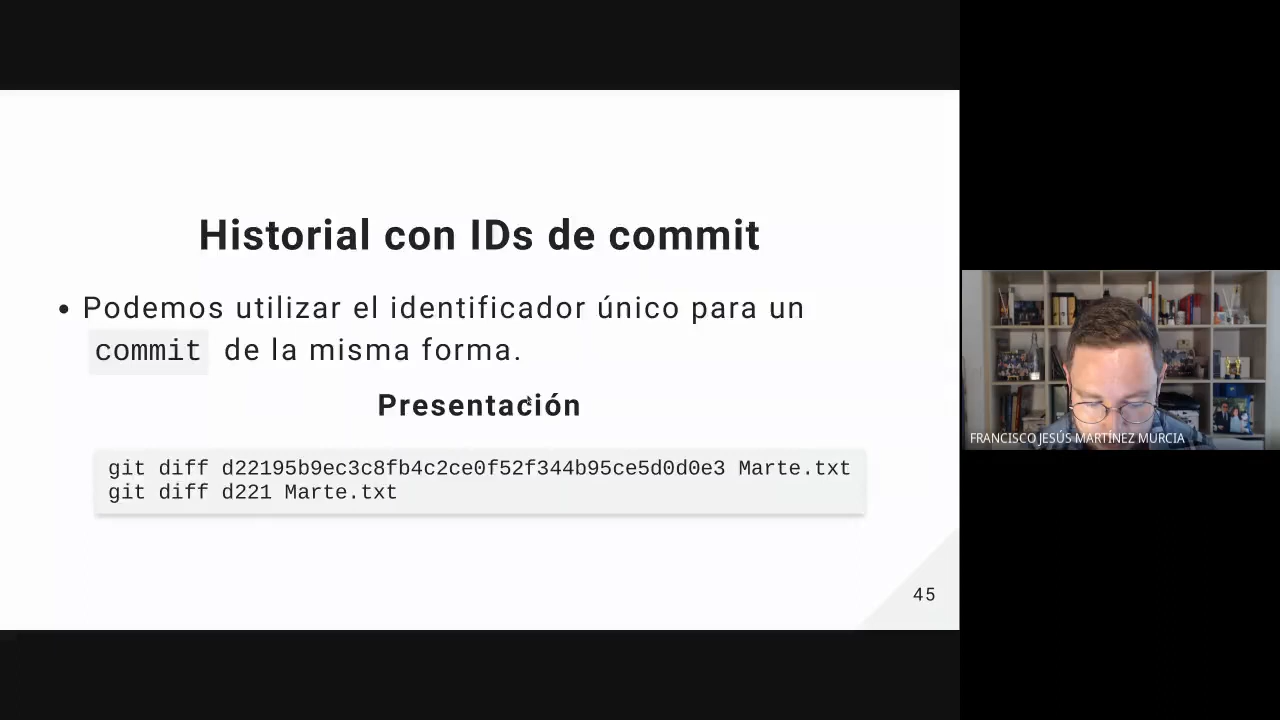 Historial con IDs de commit
• Podemos utilizar el identificador único para un
commit de la misma forma.
Presentación
git diff d22195b9ec3c8fb4c2ce0f52f344b95ce5d0d0e3 Marte.txt
git diff d221 Marte.txt
45
FRANCISCO JESÚS MARTÍNEZ MURCIA